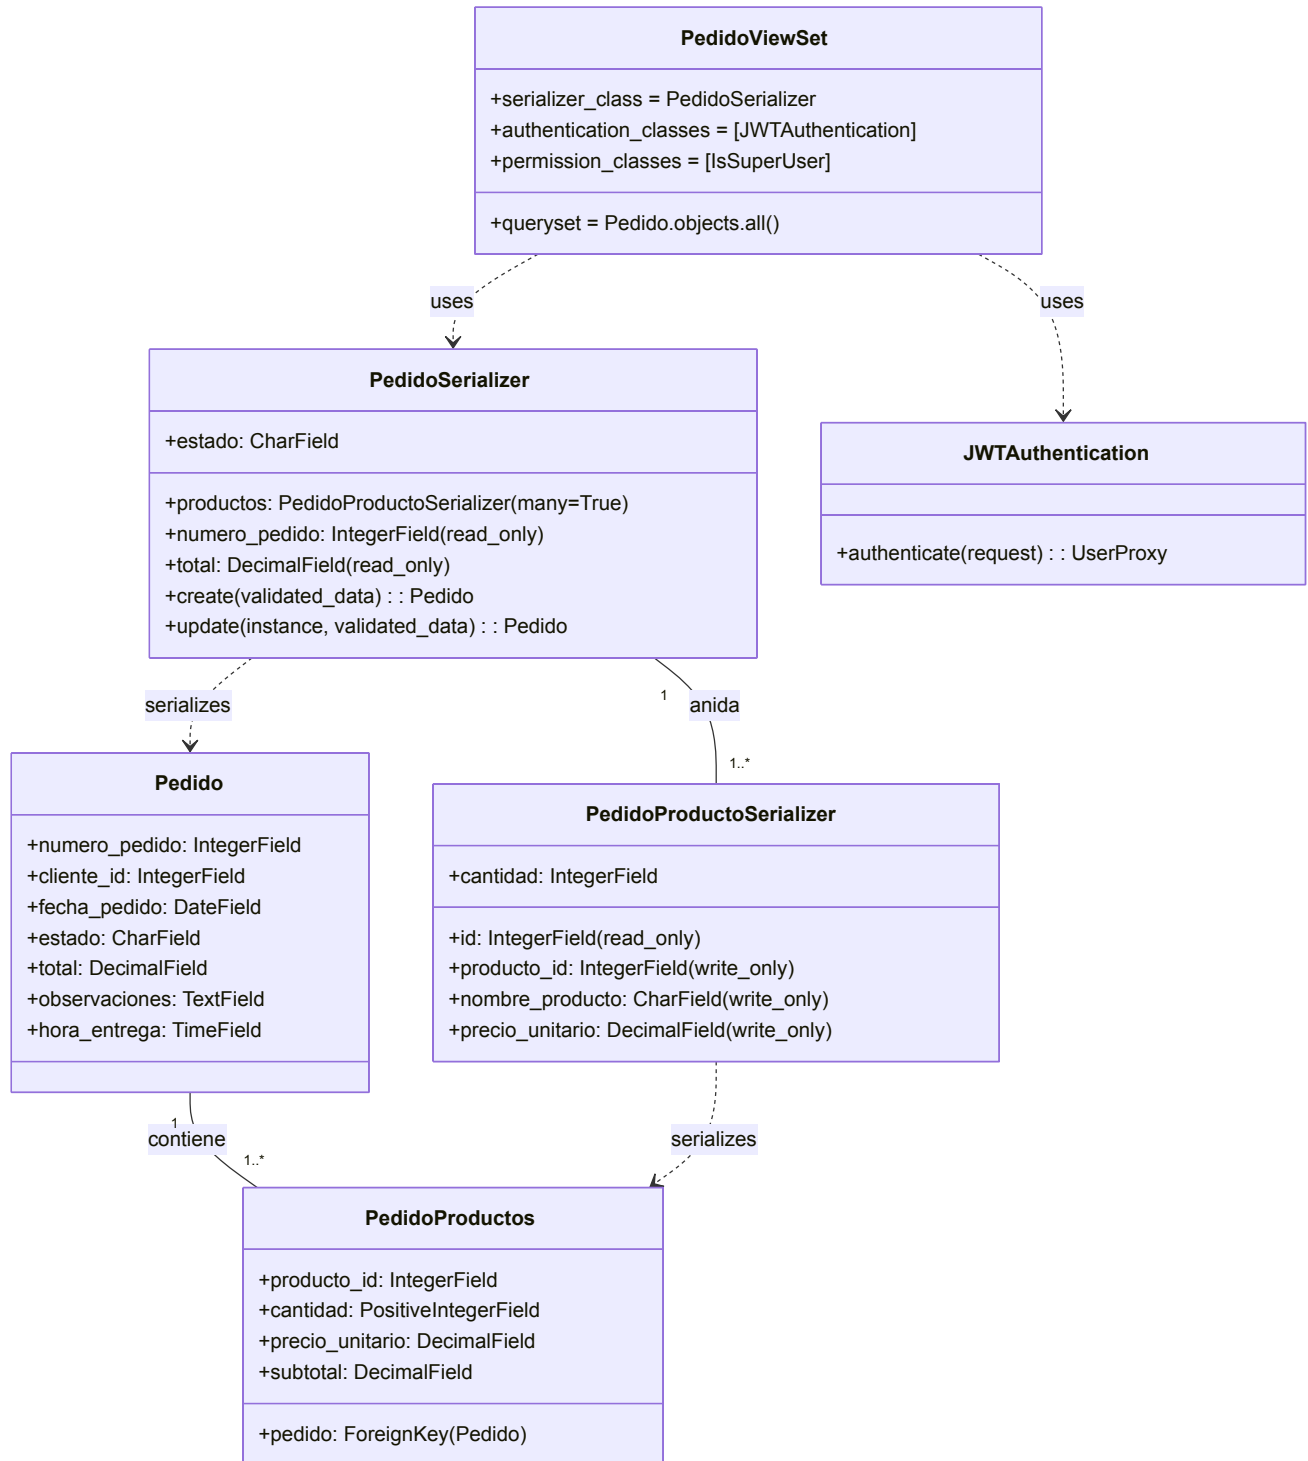 PedidoViewSet
+serializer_class = PedidoSerializer
+authentication_classes = [JWTAuthentication]
+permission_classes = [IsSuperUser]
+queryset = Pedido.objects.all()
uses
uses
PedidoSerializer
+estado: CharField
+productos: PedidoProductoSerializer(many=True)
+numero_pedido: IntegerField(read_only)
+total: DecimalField(read_only)
+create(validated_data) : : Pedido
+update(instance, validated_data) : : Pedido
JWTAuthentication
+authenticate(request) : : UserProxy
serializes
1
anida
1..*
Pedido
+numero_pedido: IntegerField
+cliente_id: IntegerField
+fecha_pedido: DateField
+estado: CharField
+total: DecimalField
+observaciones: TextField
+hora_entrega: TimeField
PedidoProductoSerializer
+cantidad: IntegerField
+id: IntegerField(read_only)
+producto_id: IntegerField(write_only)
+nombre_producto: CharField(write_only)
+precio_unitario: DecimalField(write_only)
1
contiene
1..*
serializes
PedidoProductos
+producto_id: IntegerField
+cantidad: PositiveIntegerField
+precio_unitario: DecimalField
+subtotal: DecimalField
+pedido: ForeignKey(Pedido)